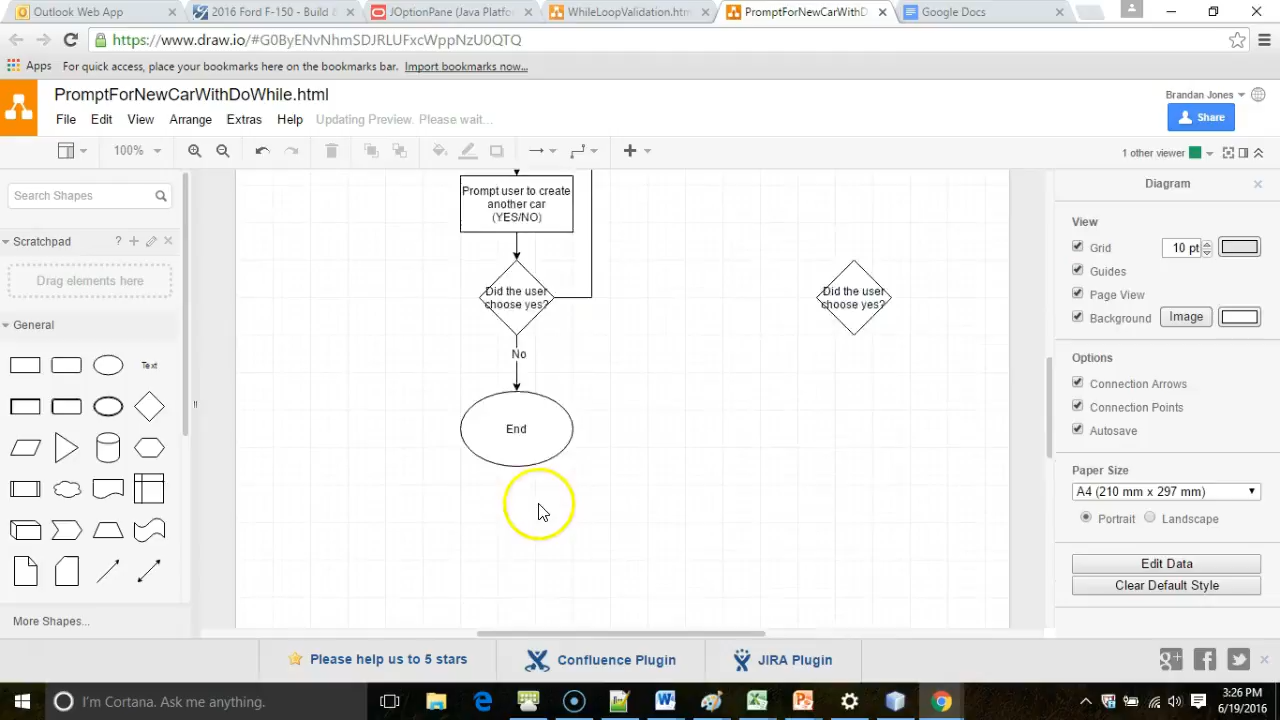 Outlook Web App
2016 Ford F-150 - Build &
JOptionPane (Java Platfo
WhileLoopValidation.htm
PromptForNewCarWithD
Google Docs
https://www.draw.io/#G0ByENvNhmSDJRLUFxcWppNzU0QTQ
Apps
For quick access, place your bookmarks here on the bookmarks bar.
Import bookmarks now...
PromptForNewCarWithDoWhile.html
Brandan Jones
File
Edit
View
Arrange
Extras
Help
Updating Preview. Please wait...
Share
100%
1 other viewer
Search Shapes
Scratchpad
?
Drag elements here
General
Text
More Shapes...
Prompt user to create
another car
(YES/NO)
Did the user
choose yes?
No
End
Did the user
choose yes?
Diagram
View
Grid
10 pt
Guides
Page View
Background
Image
Options
Connection Arrows
Connection Points
Autosave
Paper Size
A4 (210 mm x 297 mm)
Portrait
Landscape
Edit Data
Clear Default Style
Please help us to 5 stars
Confluence Plugin
JIRA Plugin
I'm Cortana. Ask me anything.
3:26 PM
6/19/2016